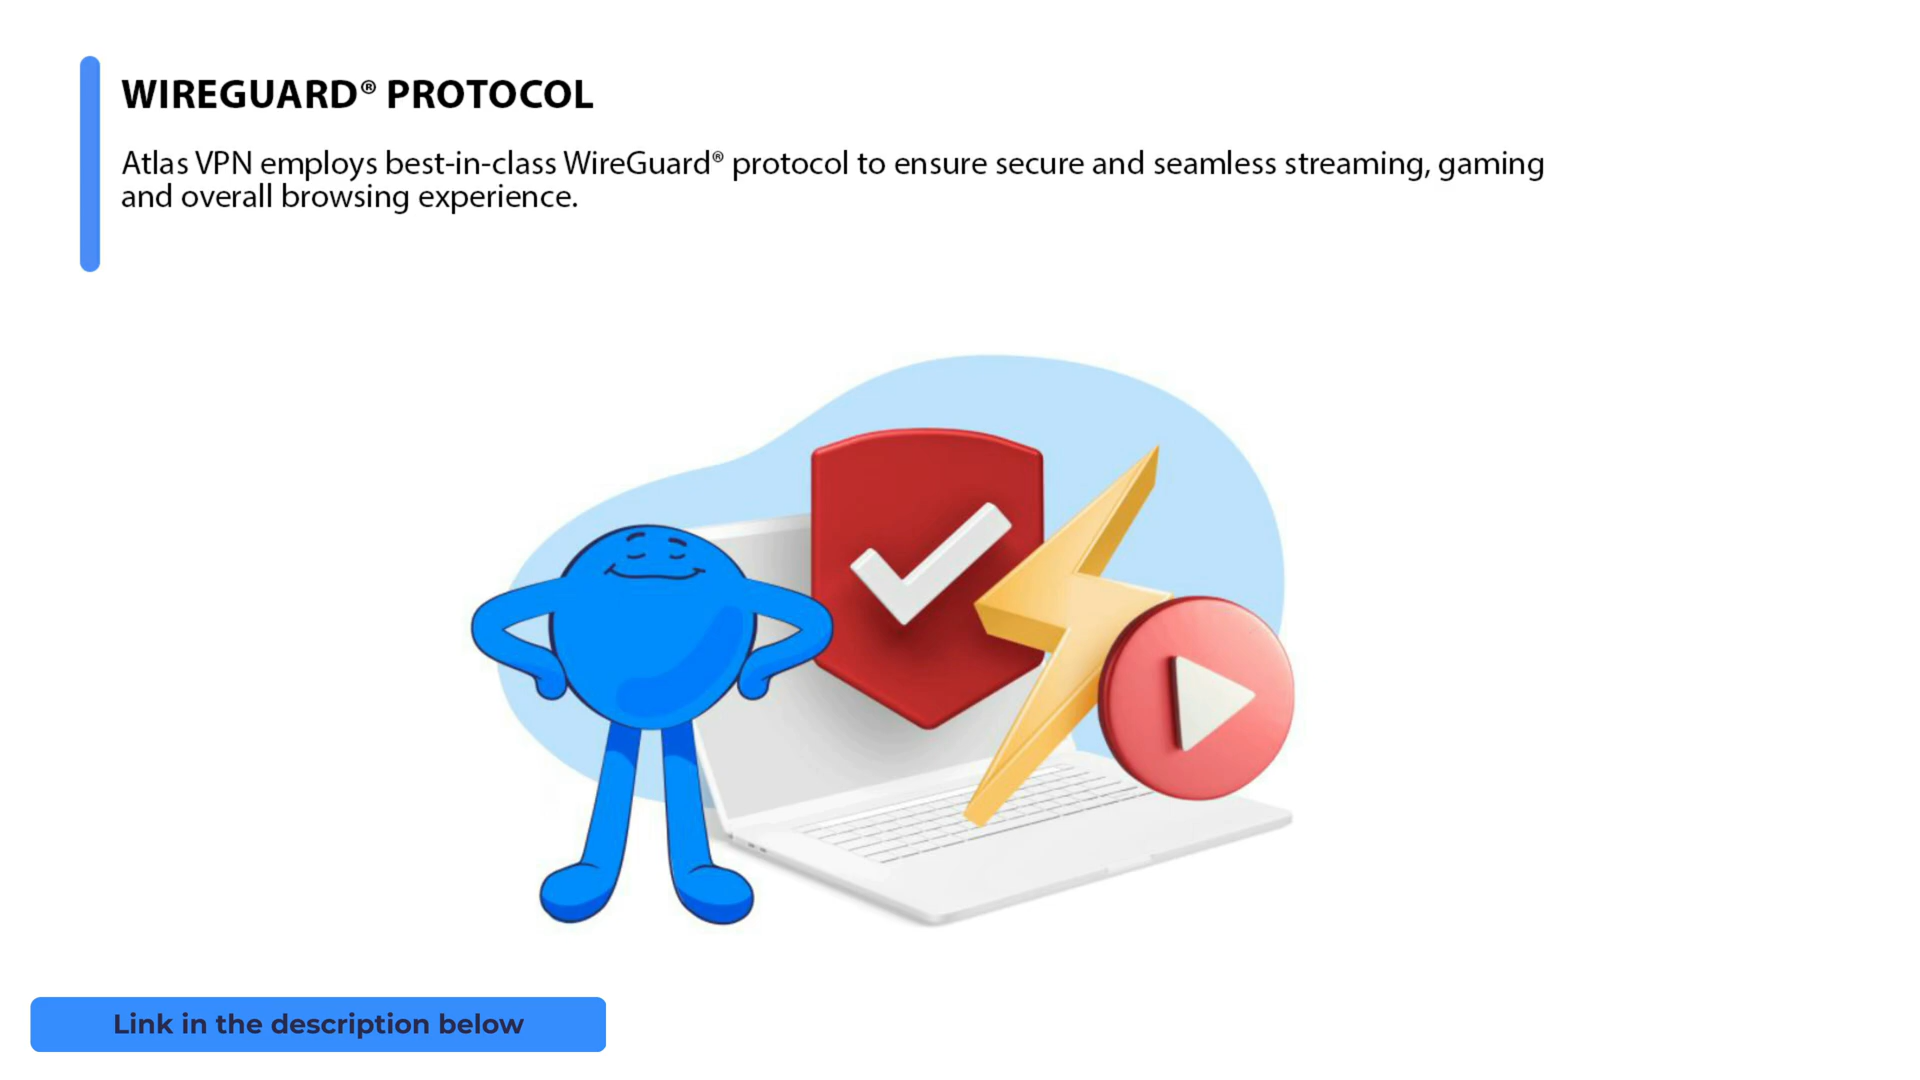 WIREGUARD® PROTOCOL
Atlas VPN employs best-in-class WireGuard® protocol to ensure secure and seamless streaming, gaming
and overall browsing experience.
Link in the description below